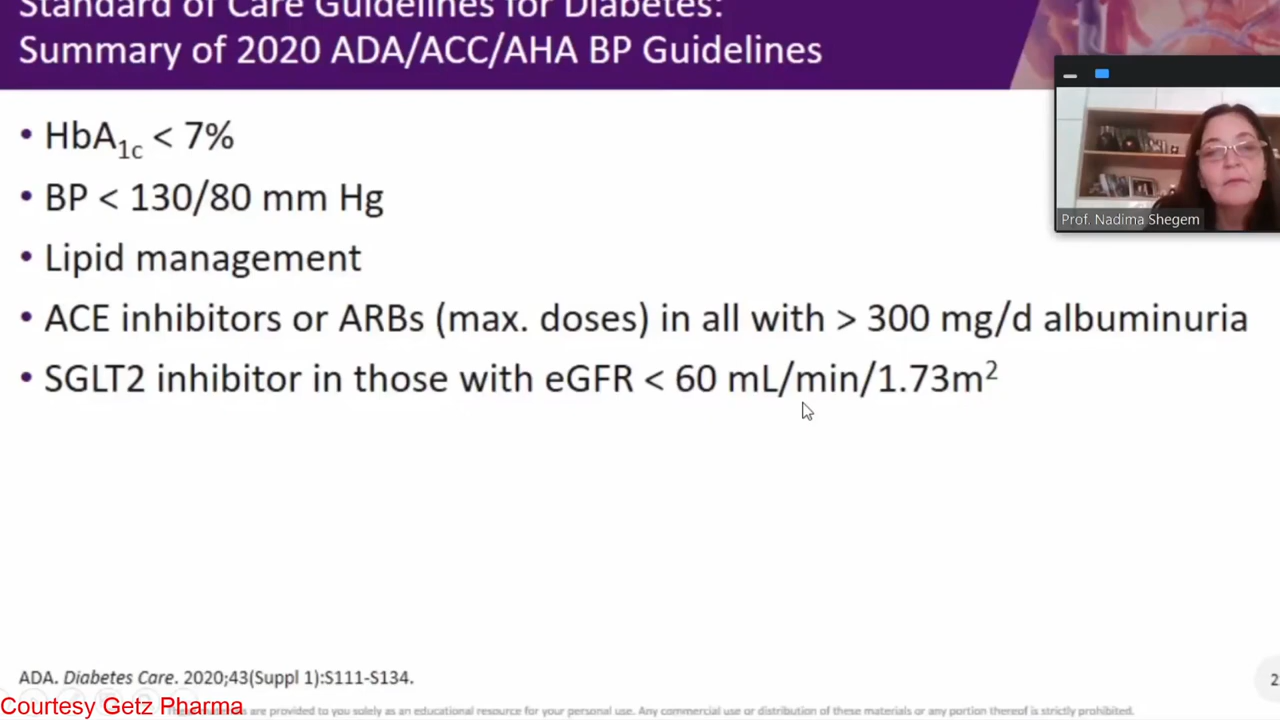 Standard of Care Guidelines for Diabetes:
Summary of 2020 ADA/ACC/AHA BP Guidelines
Prof. Nadima Shegem
• HbA1c < 7%
• BP < 130/80 mm Hg
• Lipid management
• ACE inhibitors or ARBs (max. doses) in all with > 300 mg/d albuminuria
• SGLT2 inhibitor in those with eGFR < 60 mL/min/1.73m²
ADA. Diabetes Care. 2020;43(Suppl 1):S111-S134.
Courtesy Getz Pharma
are provided to you solely as an educational resource for your personal use. Any commercial use or distribution of these materials or any portion thereof is strictly prohibited.